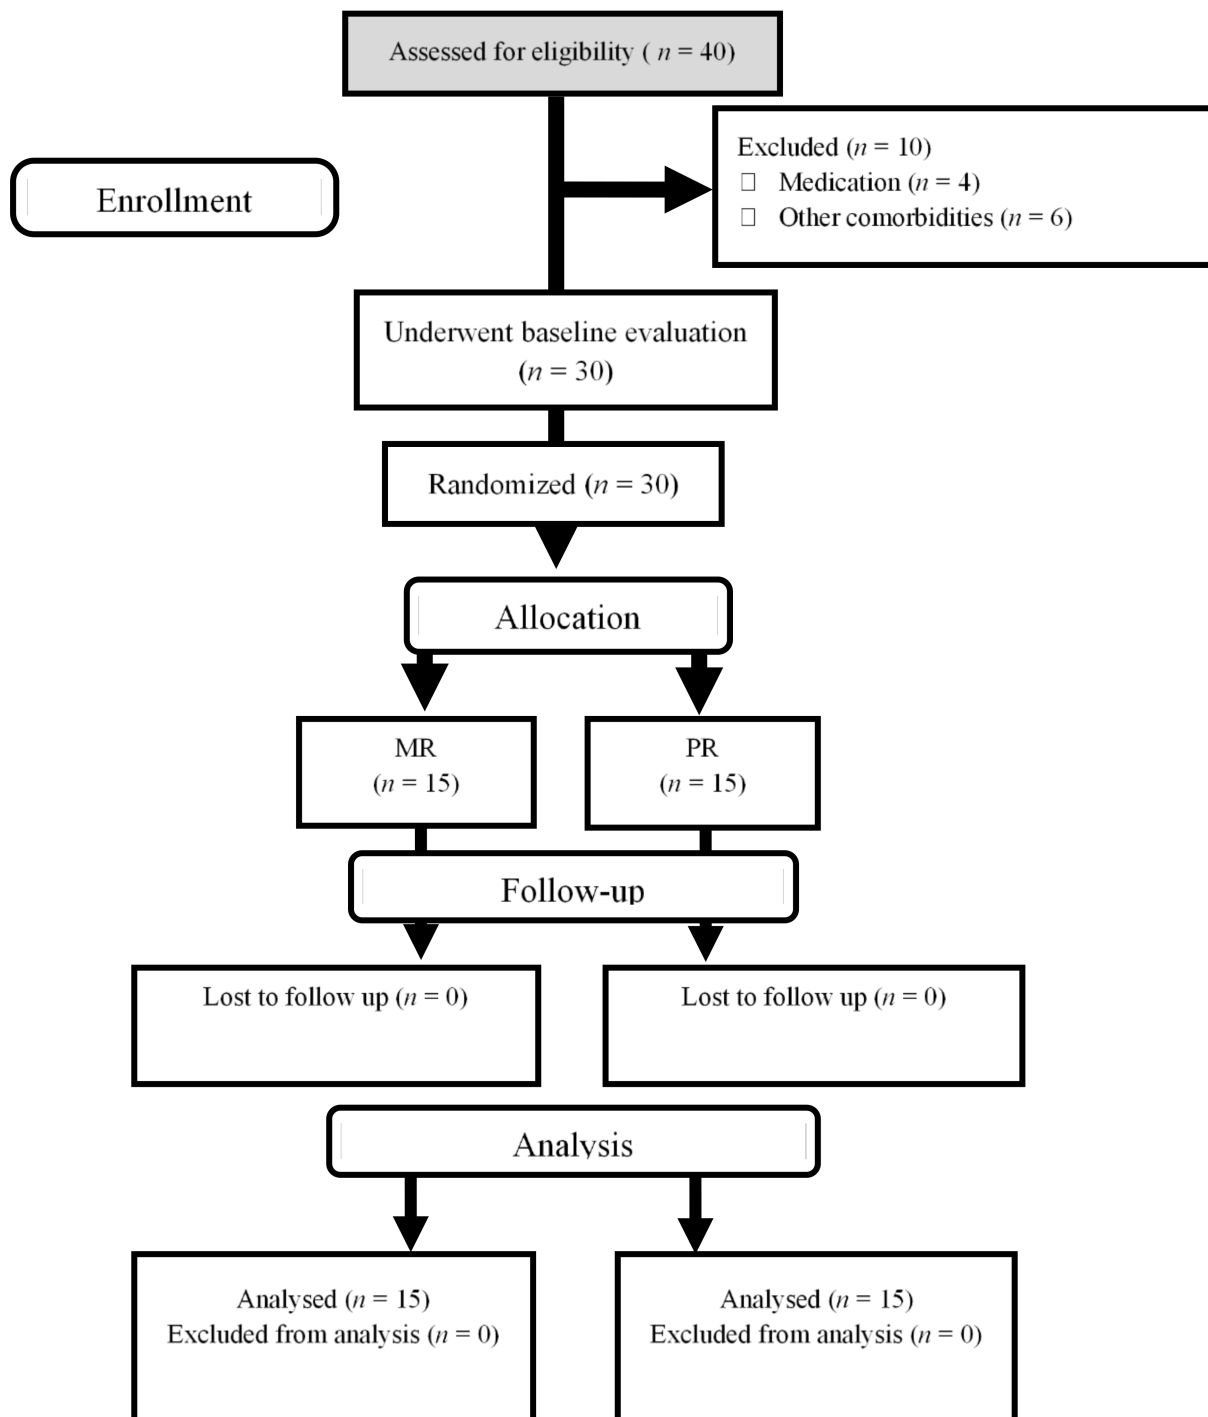 Assessed for eligibility ( n = 40)
Excluded (n = 10)
Medication (n = 4)
Other comorbidities (n = 6)
Enrollment
Underwent baseline evaluation
(n = 30)
Randomized (n = 30)
Allocation
MR
(n = 15)
PR
(n = 15)
Follow-up
Lost to follow up (n = 0)
Lost to follow up (n = 0)
Analysis
Analysed (n = 15)
Excluded from analysis (n = 0)
Analysed (n = 15)
Excluded from analysis (n = 0)